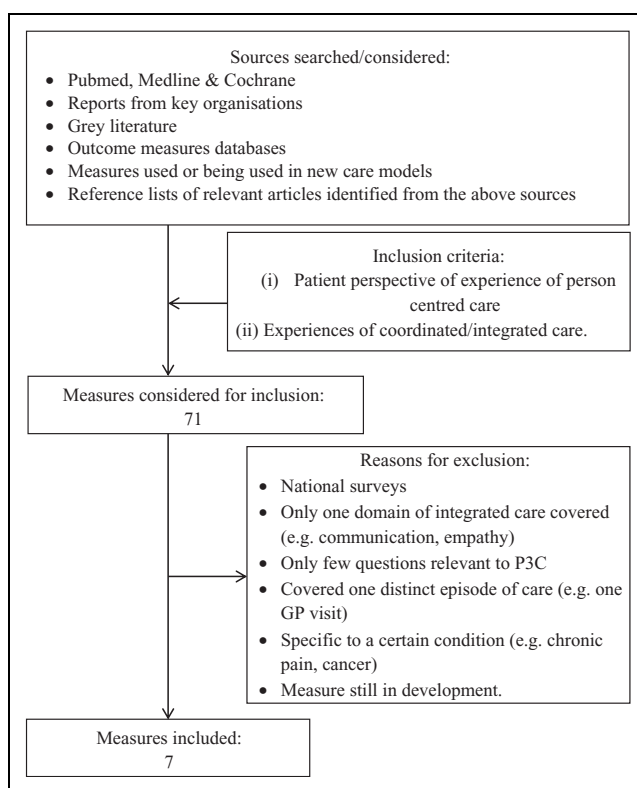 Sources searched/considered:
• Pubmed, Medline & Cochrane
• Reports from key organisations
• Grey literature
• Outcome measures databases
• Measures used or being used in new care models
• Reference lists of relevant articles identified from the above sources
Inclusion criteria:
(i) Patient perspective of experience of person
centred care
(ii) Experiences of coordinated/integrated care.
Measures considered for inclusion:
71
Reasons for exclusion:
• National surveys
• Only one domain of integrated care covered
(e.g. communication, empathy)
• Only few questions relevant to P3C
• Covered one distinct episode of care (e.g. one
GP visit)
• Specific to a certain condition (e.g. chronic
pain, cancer)
• Measure still in development.
Measures included:
7